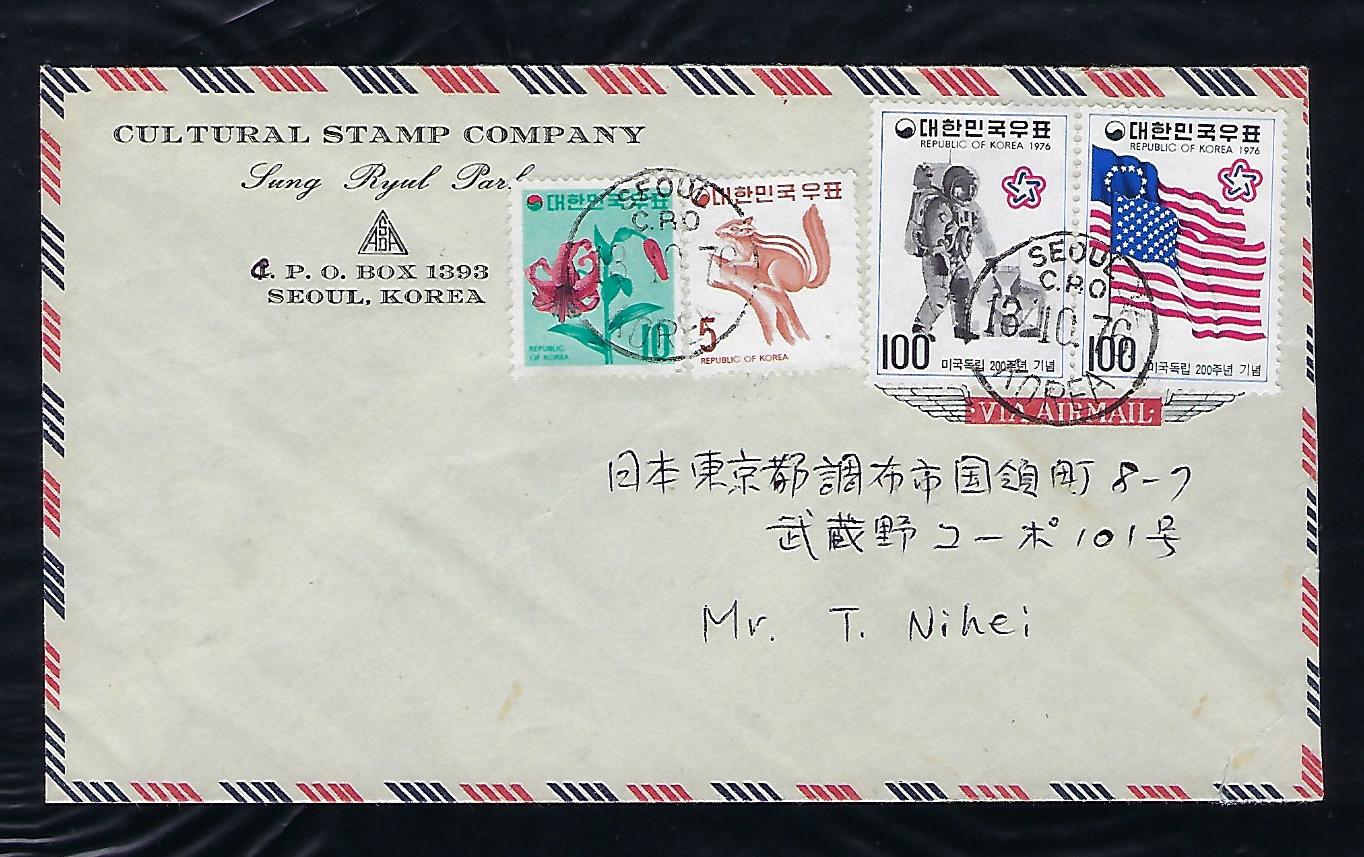 CULTURAL STAMP COMPANY
Sung Ryul Park
ASDA
C. P. O. BOX 1393
SEOUL, KOREA
대한민국우표
10
REPUBLIC
OF KOREA
대한민국우표
5
REPUBLIC OF KOREA
SEOUL
C.P.O
KOREA
대한민국우표
REPUBLIC OF KOREA 1976
100
미국독립 200주년 기념
대한민국우표
REPUBLIC OF KOREA 1976
100
미국독립 200주년 기념
SEOUL
C.P.O
13.10.76
KOREA
VIA AIRMAIL
日本東京都調布市国領町8-7
武蔵野コーポ101号
Mr. T. Nihei